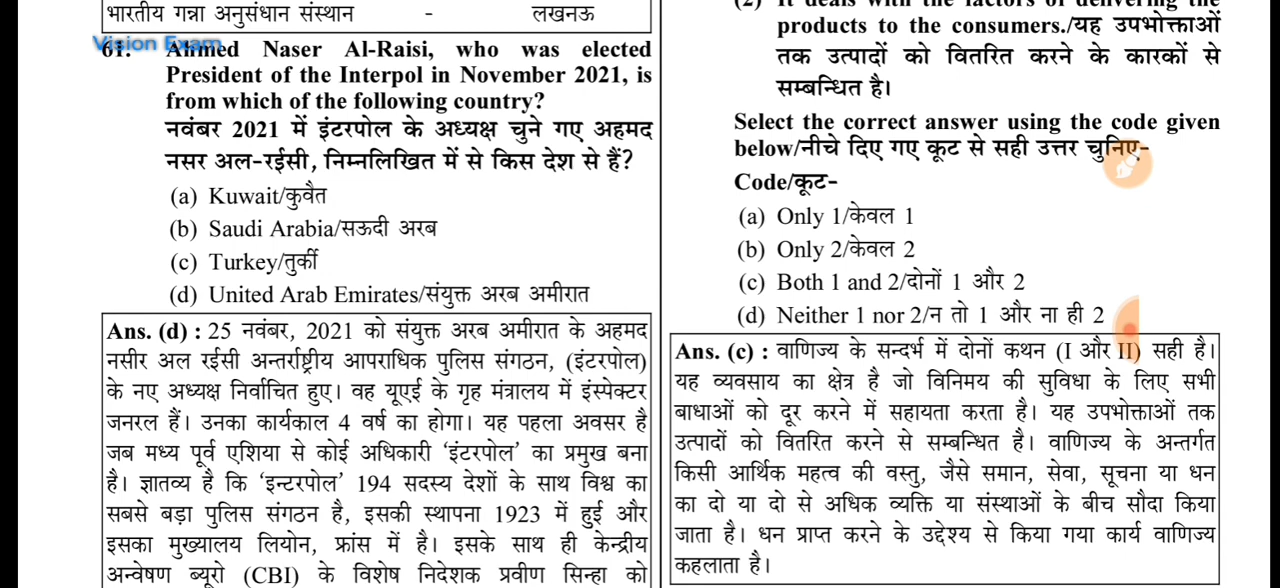 भारतीय गन्ना अनुसंधान संस्थान - लखनऊ
Vision Exam
61. Ahmed Naser Al-Raisi, who was elected
President of the Interpol in November 2021, is
from which of the following country?
नवंबर 2021 में इंटरपोल के अध्यक्ष चुने गए अहमद
नसर अल-रईसी, निम्नलिखित में से किस देश से हैं?
(a) Kuwait/कुवैत
(b) Saudi Arabia/सऊदी अरब
(c) Turkey/तुर्की
(d) United Arab Emirates/संयुक्त अरब अमीरात
Ans. (d) : 25 नवंबर, 2021 को संयुक्त अरब अमीरात के अहमद
नसीर अल रईसी अन्तर्राष्ट्रीय आपराधिक पुलिस संगठन, (इंटरपोल)
के नए अध्यक्ष निर्वाचित हुए। वह यूएई के गृह मंत्रालय में इंस्पेक्टर
जनरल हैं। उनका कार्यकाल 4 वर्ष का होगा। यह पहला अवसर है
जब मध्य पूर्व एशिया से कोई अधिकारी ‘इंटरपोल’ का प्रमुख बना
है। ज्ञातव्य है कि ‘इन्टरपोल’ 194 सदस्य देशों के साथ विश्व का
सबसे बड़ा पुलिस संगठन है, इसकी स्थापना 1923 में हुई और
इसका मुख्यालय लियोन, फ्रांस में है। इसके साथ ही केन्द्रीय
अन्वेषण ब्यूरो (CBI) के विशेष निदेशक प्रवीण सिन्हा को
(2) It deals with the factors of delivering the
products to the consumers./यह उपभोक्ताओं
तक उत्पादों को वितरित करने के कारकों से
सम्बन्धित है।
Select the correct answer using the code given
below/नीचे दिए गए कूट से सही उत्तर चुनिए-
Code/कूट-
(a) Only 1/केवल 1
(b) Only 2/केवल 2
(c) Both 1 and 2/दोनों 1 और 2
(d) Neither 1 nor 2/न तो 1 और ना ही 2
Ans. (c) : वाणिज्य के सन्दर्भ में दोनों कथन (I और II) सही है।
यह व्यवसाय का क्षेत्र है जो विनिमय की सुविधा के लिए सभी
बाधाओं को दूर करने में सहायता करता है। यह उपभोक्ताओं तक
उत्पादों को वितरित करने से सम्बन्धित है। वाणिज्य के अन्तर्गत
किसी आर्थिक महत्व की वस्तु, जैसे समान, सेवा, सूचना या धन
का दो या दो से अधिक व्यक्ति या संस्थाओं के बीच सौदा किया
जाता है। धन प्राप्त करने के उद्देश्य से किया गया कार्य वाणिज्य
कहलाता है।